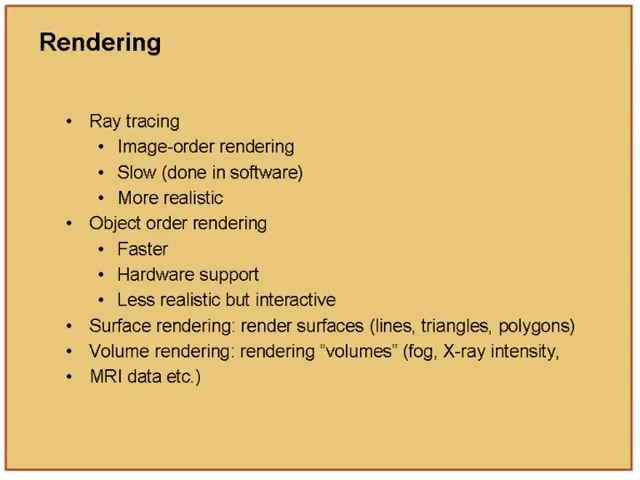 Rendering
• Ray tracing
• Image-order rendering
• Slow (done in software)
• More realistic
• Object order rendering
• Faster
• Hardware support
• Less realistic but interactive
• Surface rendering: render surfaces (lines, triangles, polygons)
• Volume rendering: rendering “volumes” (fog, X-ray intensity,
• MRI data etc.)